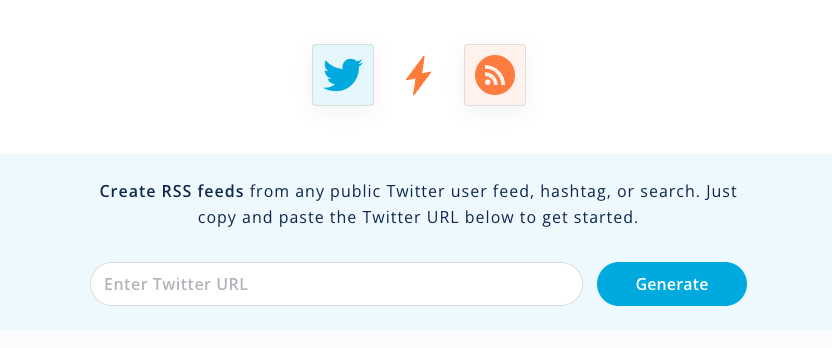 Create RSS feeds from any public Twitter user feed, hashtag, or search. Just
copy and paste the Twitter URL below to get started.
Enter Twitter URL
Generate